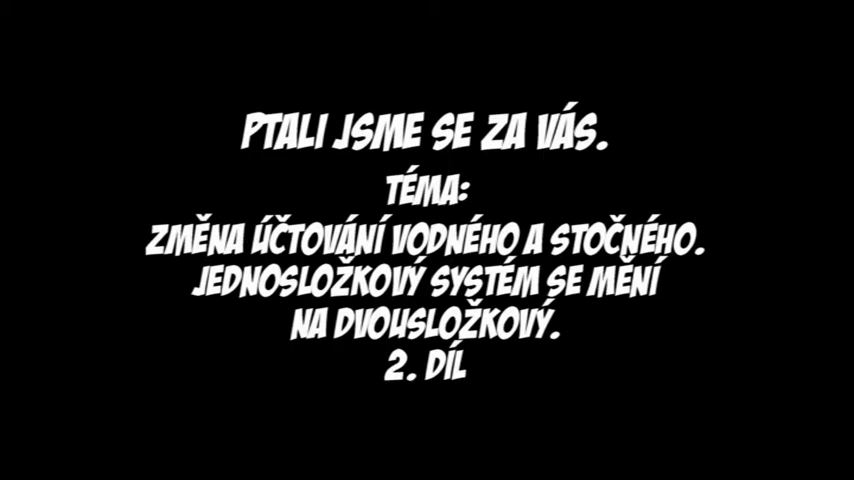 PTALI JSME SE ZA VÁS.
TÉMA:
ZMĚNA ÚČTOVÁNÍ VODNÉHO A STOČNÉHO.
JEDNOSLOŽKOVÝ SYSTÉM SE MĚNÍ
NA DVOUSLOŽKOVÝ.
2. DÍL